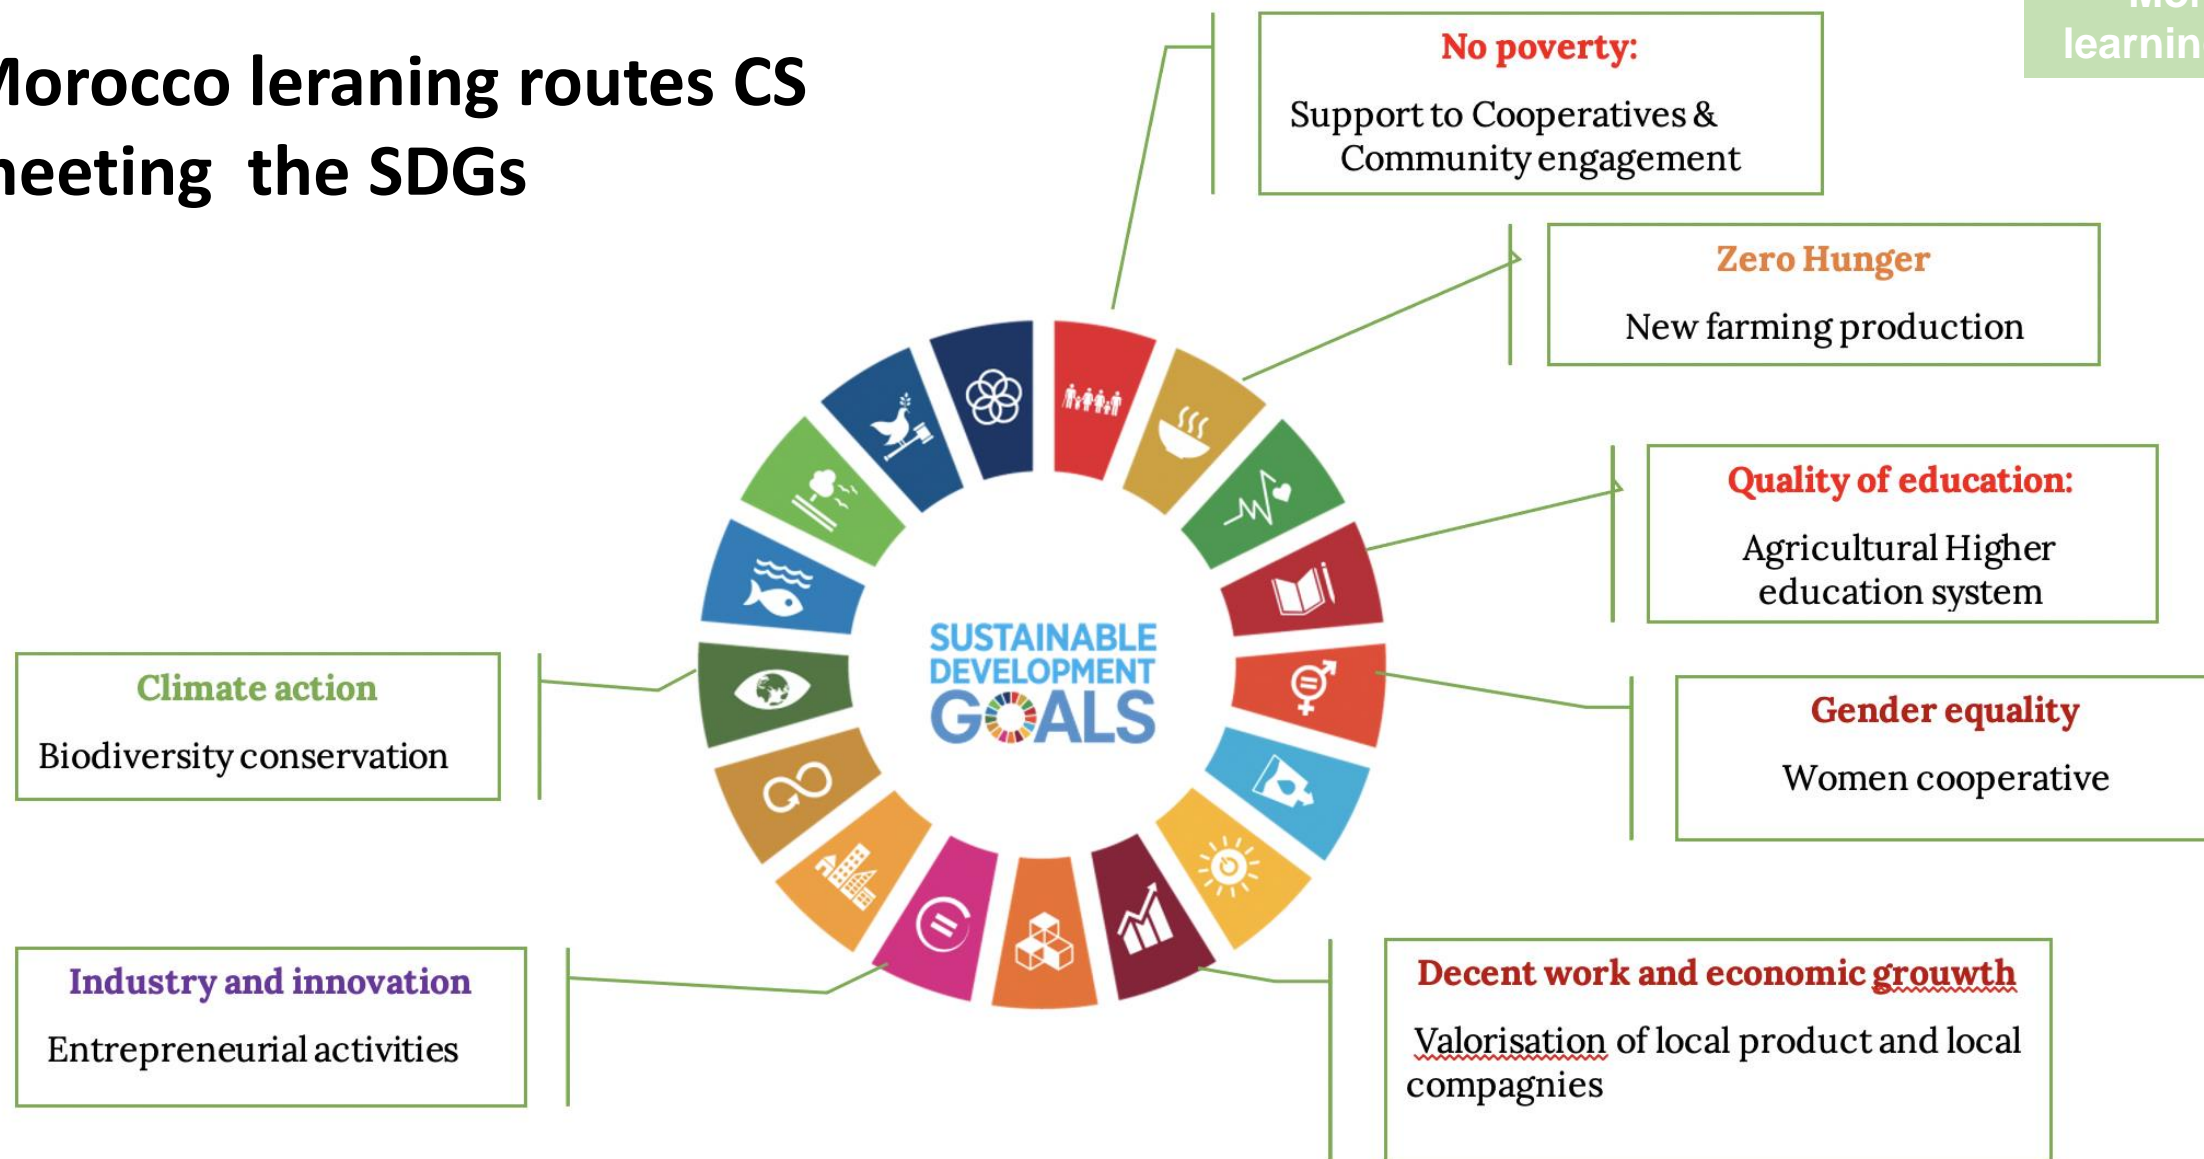 Morocco leraning routes CS
meeting the SDGs
learnin
No poverty:
Support to Cooperatives &
Community engagement
Zero Hunger
New farming production
Quality of education:
Agricultural Higher
education system
Gender equality
Women cooperative
Decent work and economic grouwth
Valorisation of local product and local
compagnies
Climate action
Biodiversity conservation
Industry and innovation
Entrepreneurial activities
SUSTAINABLE
DEVELOPMENT
GOALS